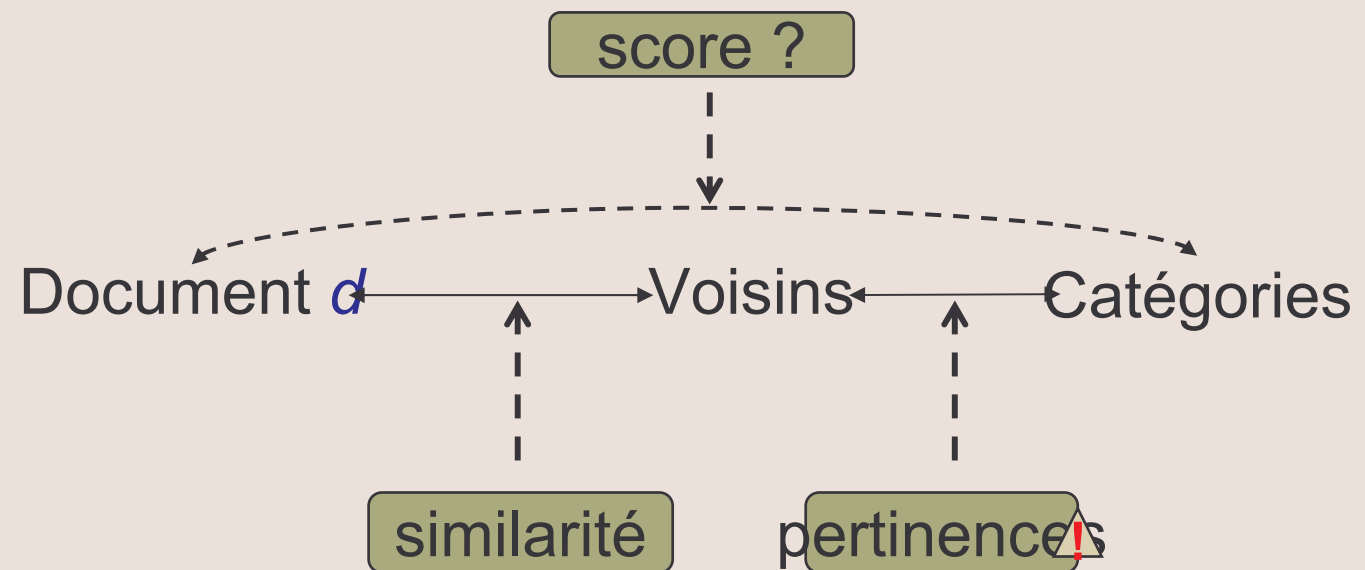 score ?
Document d Voisins Catégories
similarité pertinences !